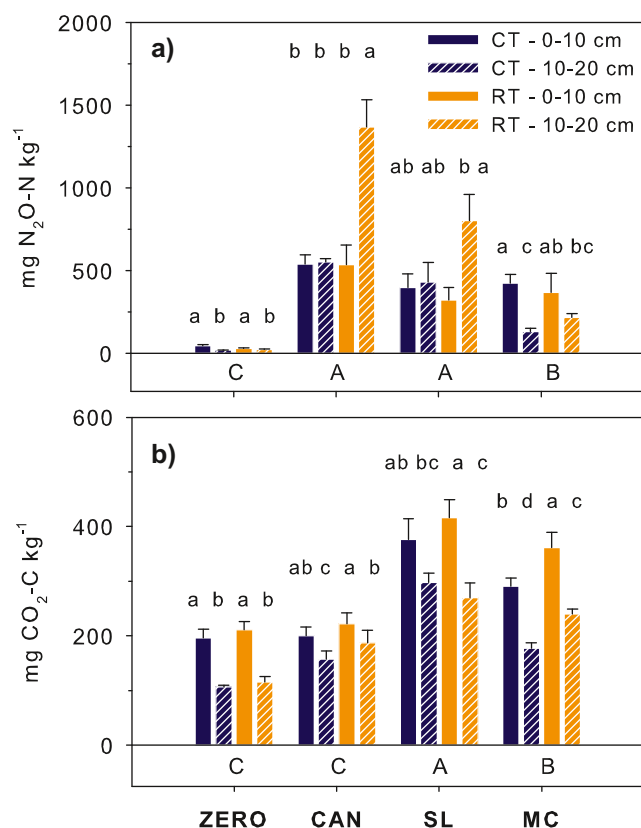 2000
a)
b b b a
CT - 0-10 cm
CT - 10-20 cm
RT - 0-10 cm
RT - 10-20 cm
1500
1000
500
0
mg N₂O-N kg⁻¹
ab ab b a
a c ab bc
a b a b
C A A B
600
b)
ab bc a c
b d a c
400
ab c a b
a b a b
200
0
mg CO₂-C kg⁻¹
C C A B
ZERO CAN SL MC